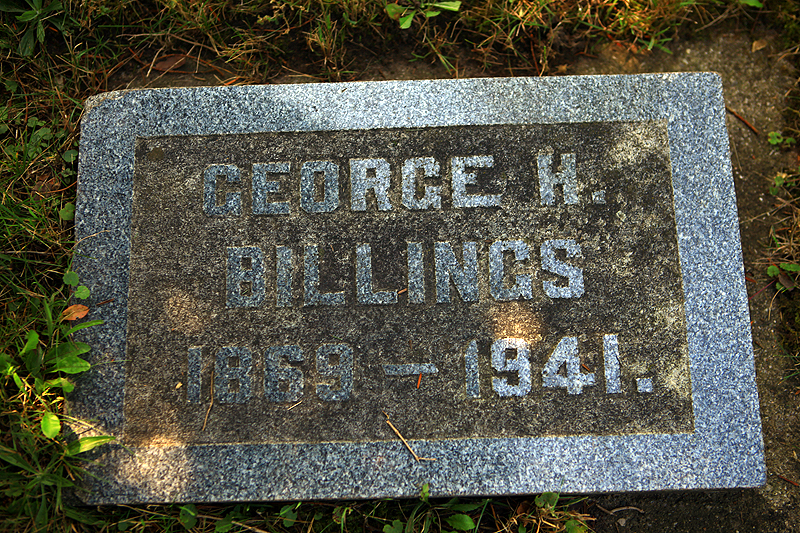 GEORGE H.
BILLINGS
1869 — 1941.